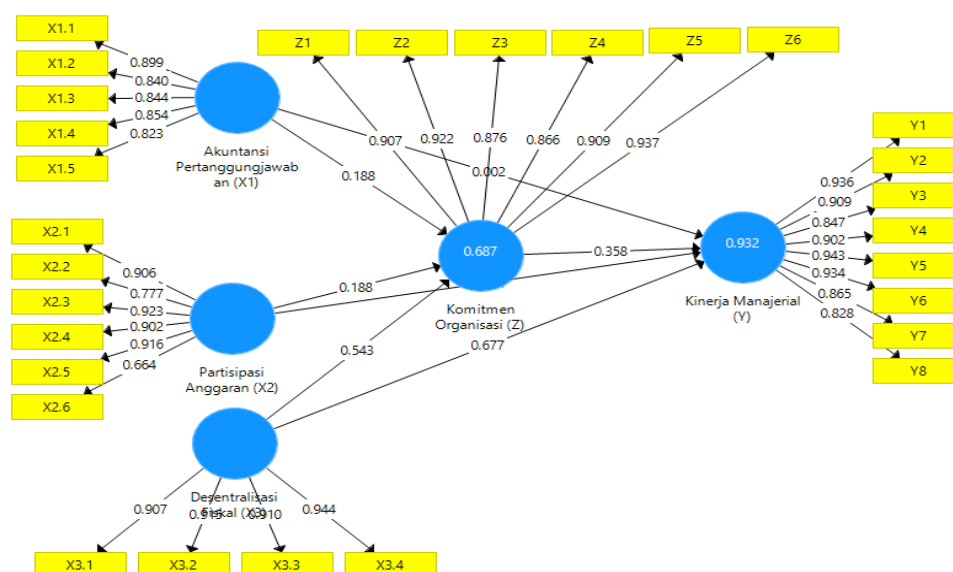 X1.1
X1.2
X1.3
X1.4
X1.5
0.899
0.840
0.844
0.854
0.823
Akuntansi
Pertanggungjawab
an (X1)
Z1
Z2
Z3
Z4
Z5
Z6
0.907
0.922
0.876
0.866
0.909
0.937
0.188
0.002
X2.1
X2.2
X2.3
X2.4
X2.5
X2.6
0.906
0.777
0.923
0.902
0.916
0.664
Partisipasi
Anggaran (X2)
0.188
0.687
Komitmen
Organisasi (Z)
0.358
0.543
0.677
0.932
Kinerja Manajerial
(Y)
0.936
0.909
0.847
0.902
0.943
0.934
0.865
0.828
Y1
Y2
Y3
Y4
Y5
Y6
Y7
Y8
Desentralisasi
Fiskal (X3)
0.907
0.910
0.944
X3.1
X3.2
X3.3
X3.4